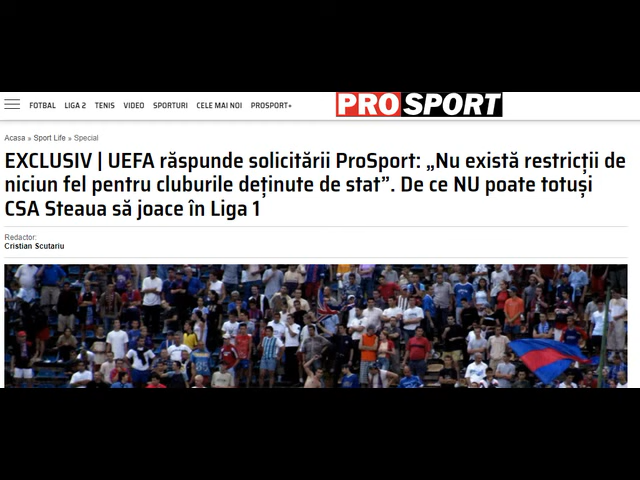 FOTBAL LIGA 2 TENIS VIDEO SPORTURI CELE MAI NOI PROSPORT+ PROSPORT
Acasa » Sport Life » Special
EXCLUSIV | UEFA răspunde solicitării ProSport: „Nu există restricții de
niciun fel pentru cluburile deținute de stat”. De ce NU poate totuși
CSA Steaua să joace în Liga 1
Redactor:
Cristian Scutariu